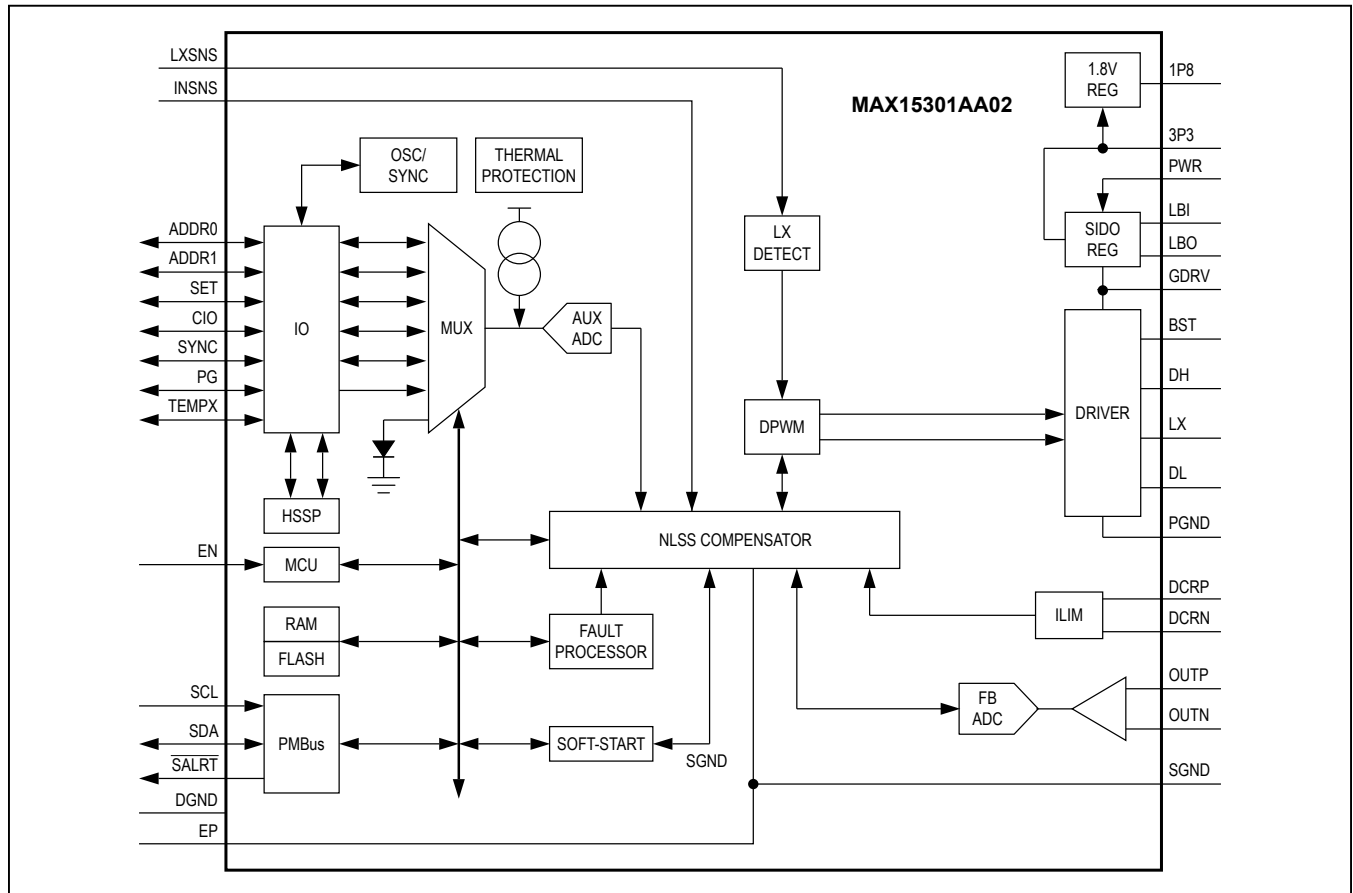 LXSNS
INSNS
MAX15301AA02
1.8V
REG
1P8
3P3
PWR
OSC/
SYNC
THERMAL
PROTECTION
ADDR0
ADDR1
SET
CIO
SYNC
PG
TEMPX
IO
MUX
AUX
ADC
LX
DETECT
SIDO
REG
LBI
LBO
GDRV
BST
DH
LX
DL
PGND
DRIVER
DPWM
HSSP
EN
MCU
NLSS COMPENSATOR
RAM
FLASH
FAULT
PROCESSOR
ILIM
DCRP
DCRN
SCL
SDA
SALRT
PMBus
SOFT-START
SGND
FB
ADC
OUTP
OUTN
SGND
DGND
EP